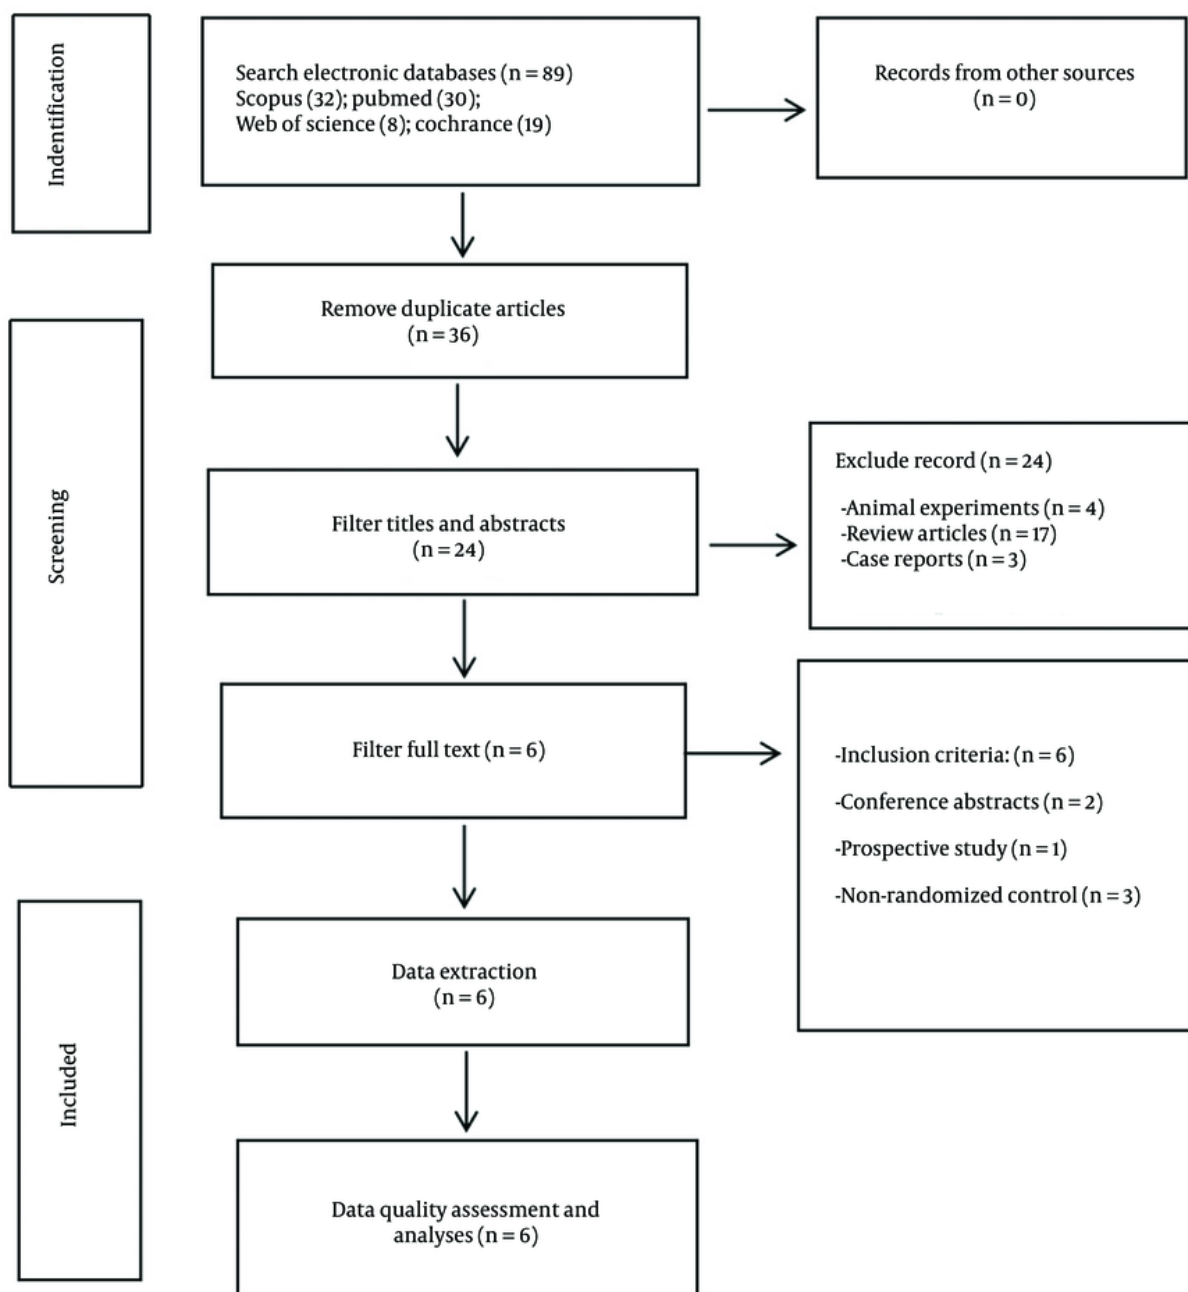 Indentification
Search electronic databases (n = 89)
Scopus (32); pubmed (30);
Web of science (8); cochrance (19)
Records from other sources
(n = 0)
Remove duplicate articles
(n = 36)
Screening
Filter titles and abstracts
(n = 24)
Exclude record (n = 24)
-Animal experiments (n = 4)
-Review articles (n = 17)
-Case reports (n = 3)
Filter full text (n = 6)
-Inclusion criteria: (n = 6)
-Conference abstracts (n = 2)
-Prospective study (n = 1)
-Non-randomized control (n = 3)
Included
Data extraction
(n = 6)
Data quality assessment and
analyses (n = 6)